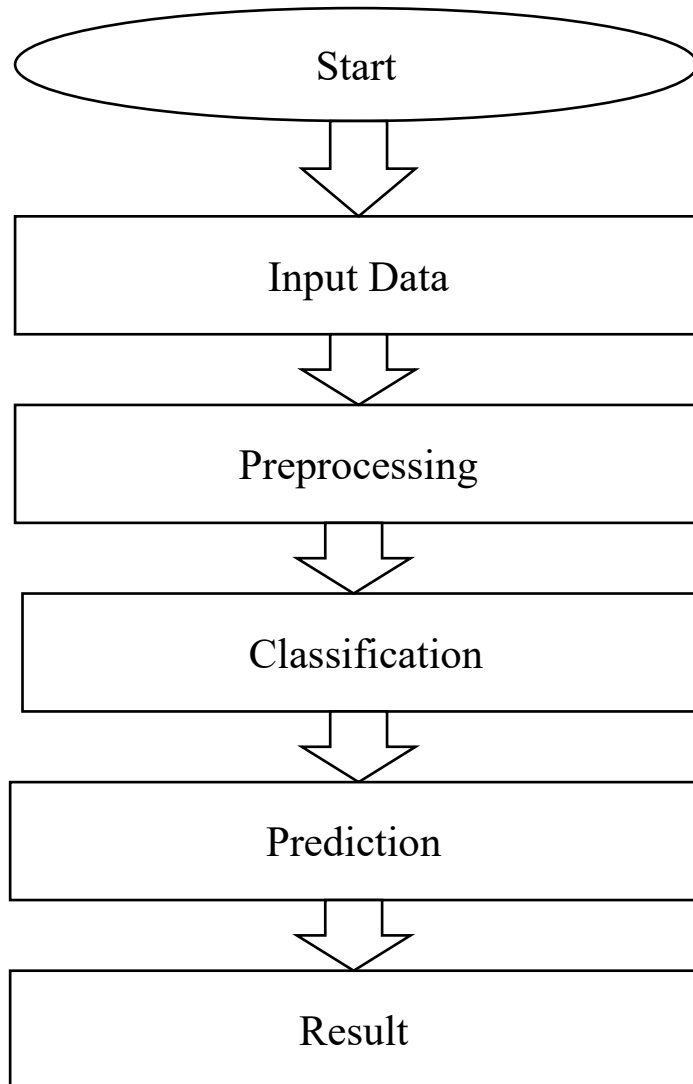 Start
Input Data
Preprocessing
Classification
Prediction
Result